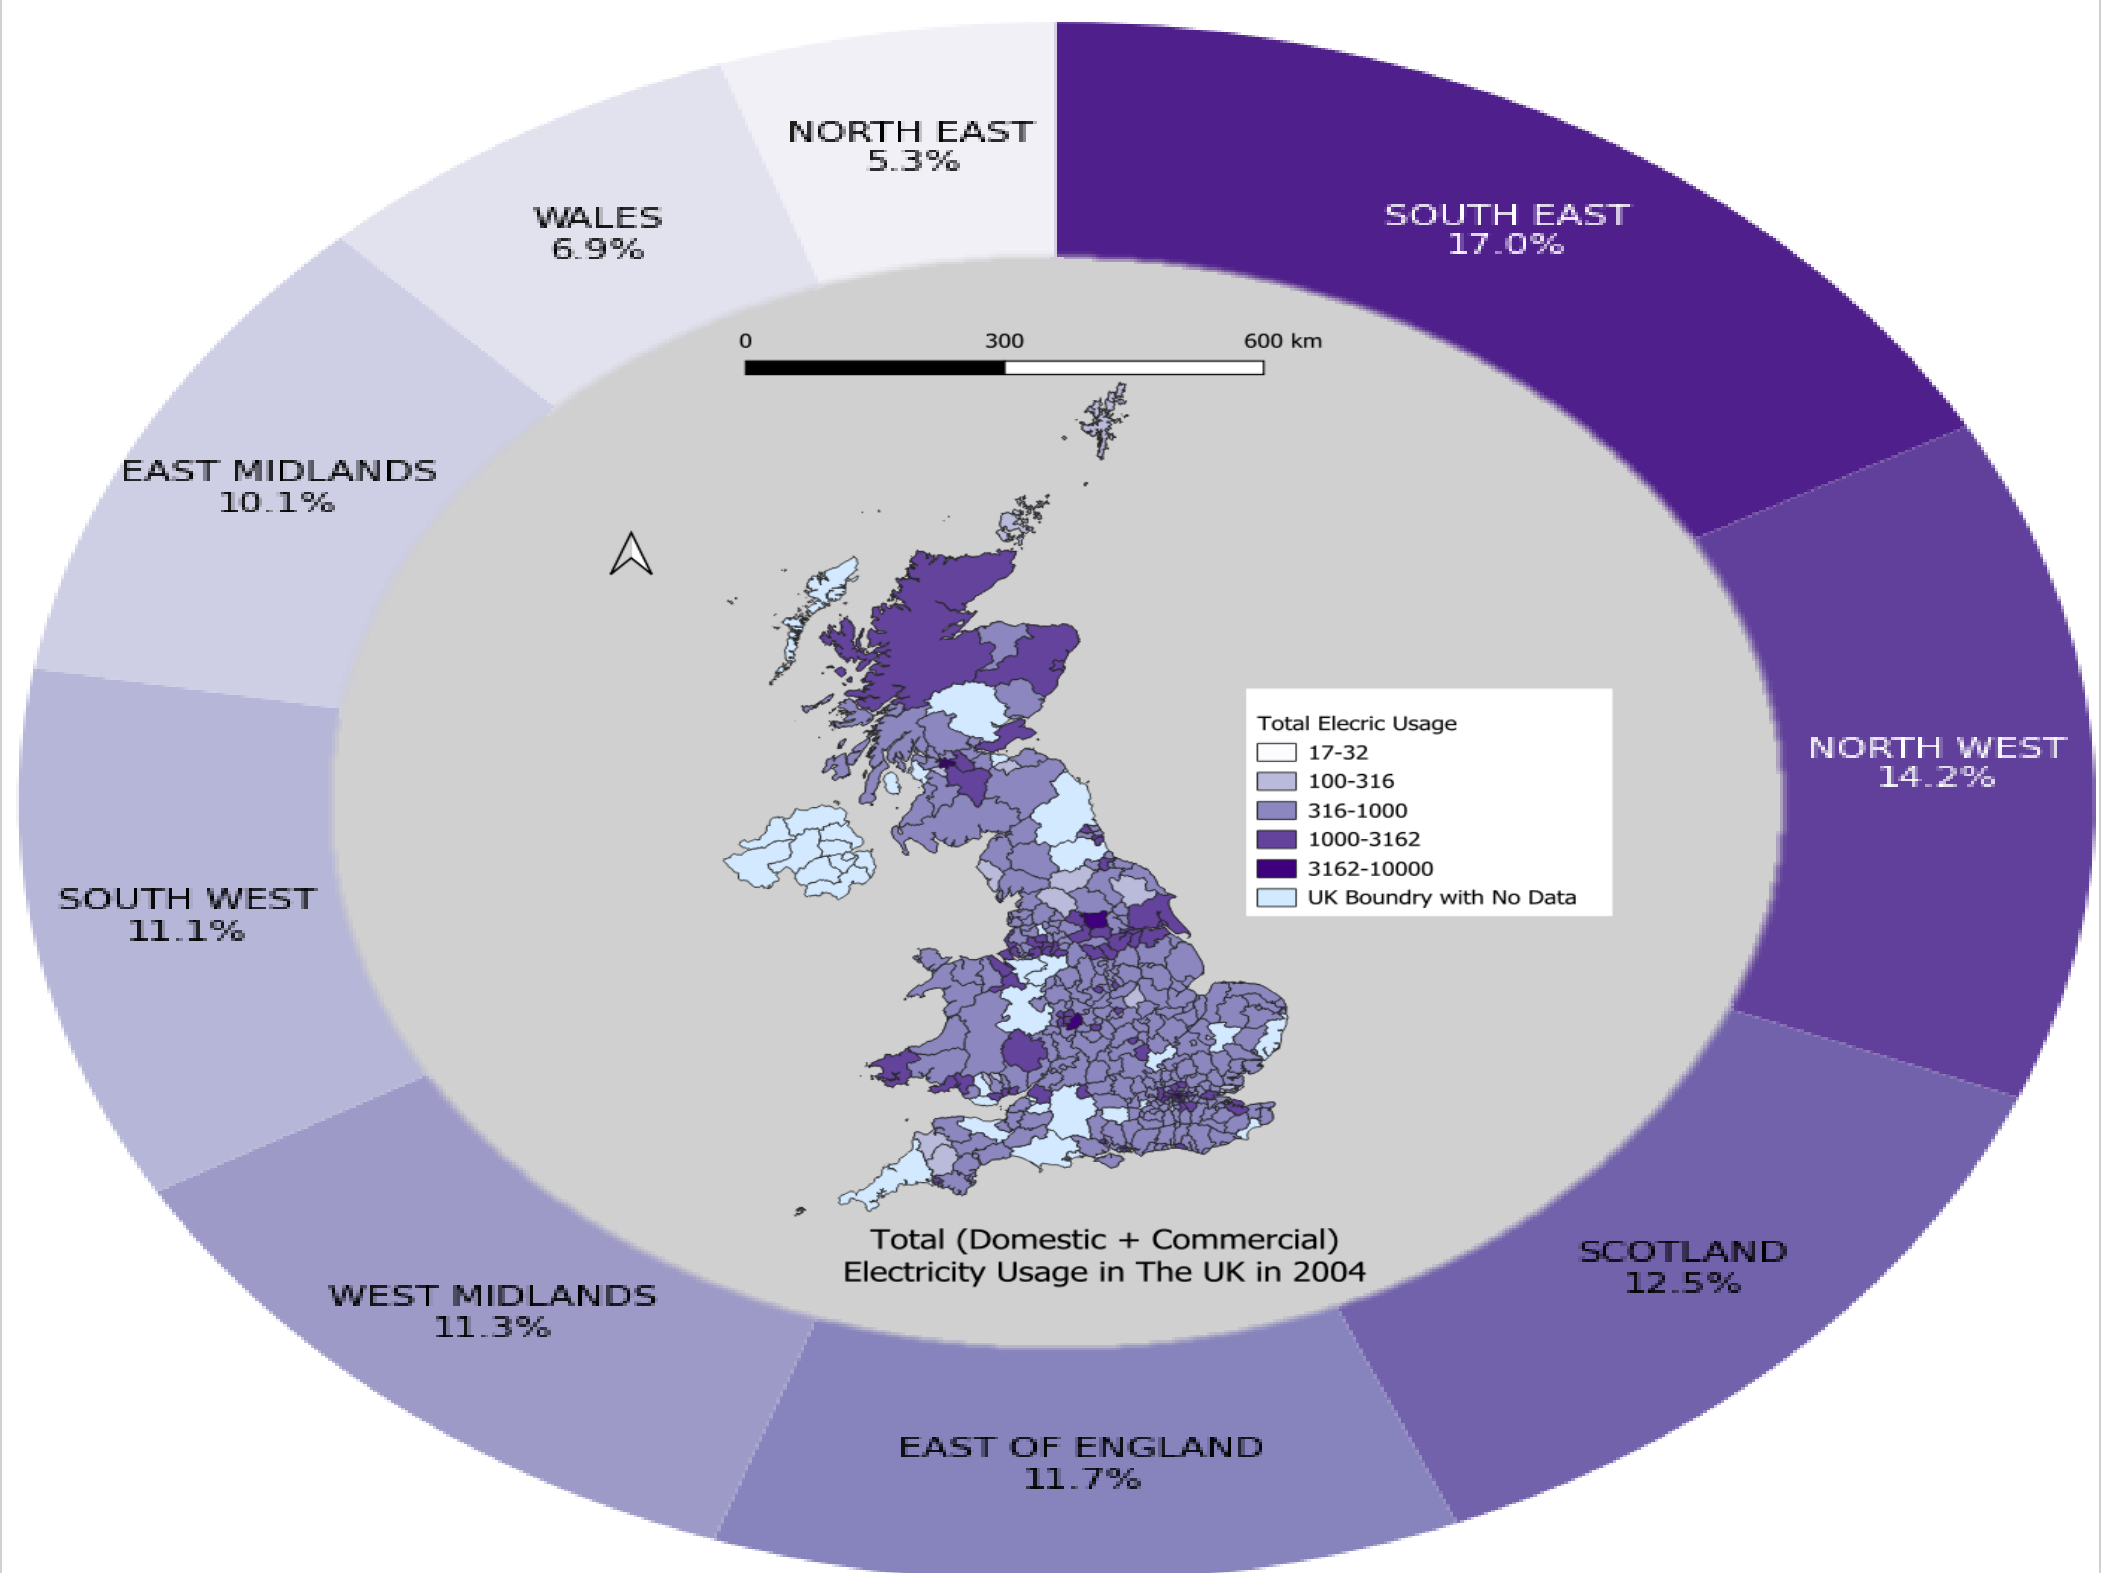 NORTH EAST
5.3%
SOUTH EAST
17.0%
WALES
6.9%
0 300 600 km
EAST MIDLANDS
10.1%
NORTH WEST
14.2%
Total Elecric Usage
17-32
100-316
316-1000
1000-3162
3162-10000
UK Boundry with No Data
SOUTH WEST
11.1%
Total (Domestic + Commercial)
Electricity Usage in The UK in 2004
SCOTLAND
12.5%
WEST MIDLANDS
11.3%
EAST OF ENGLAND
11.7%